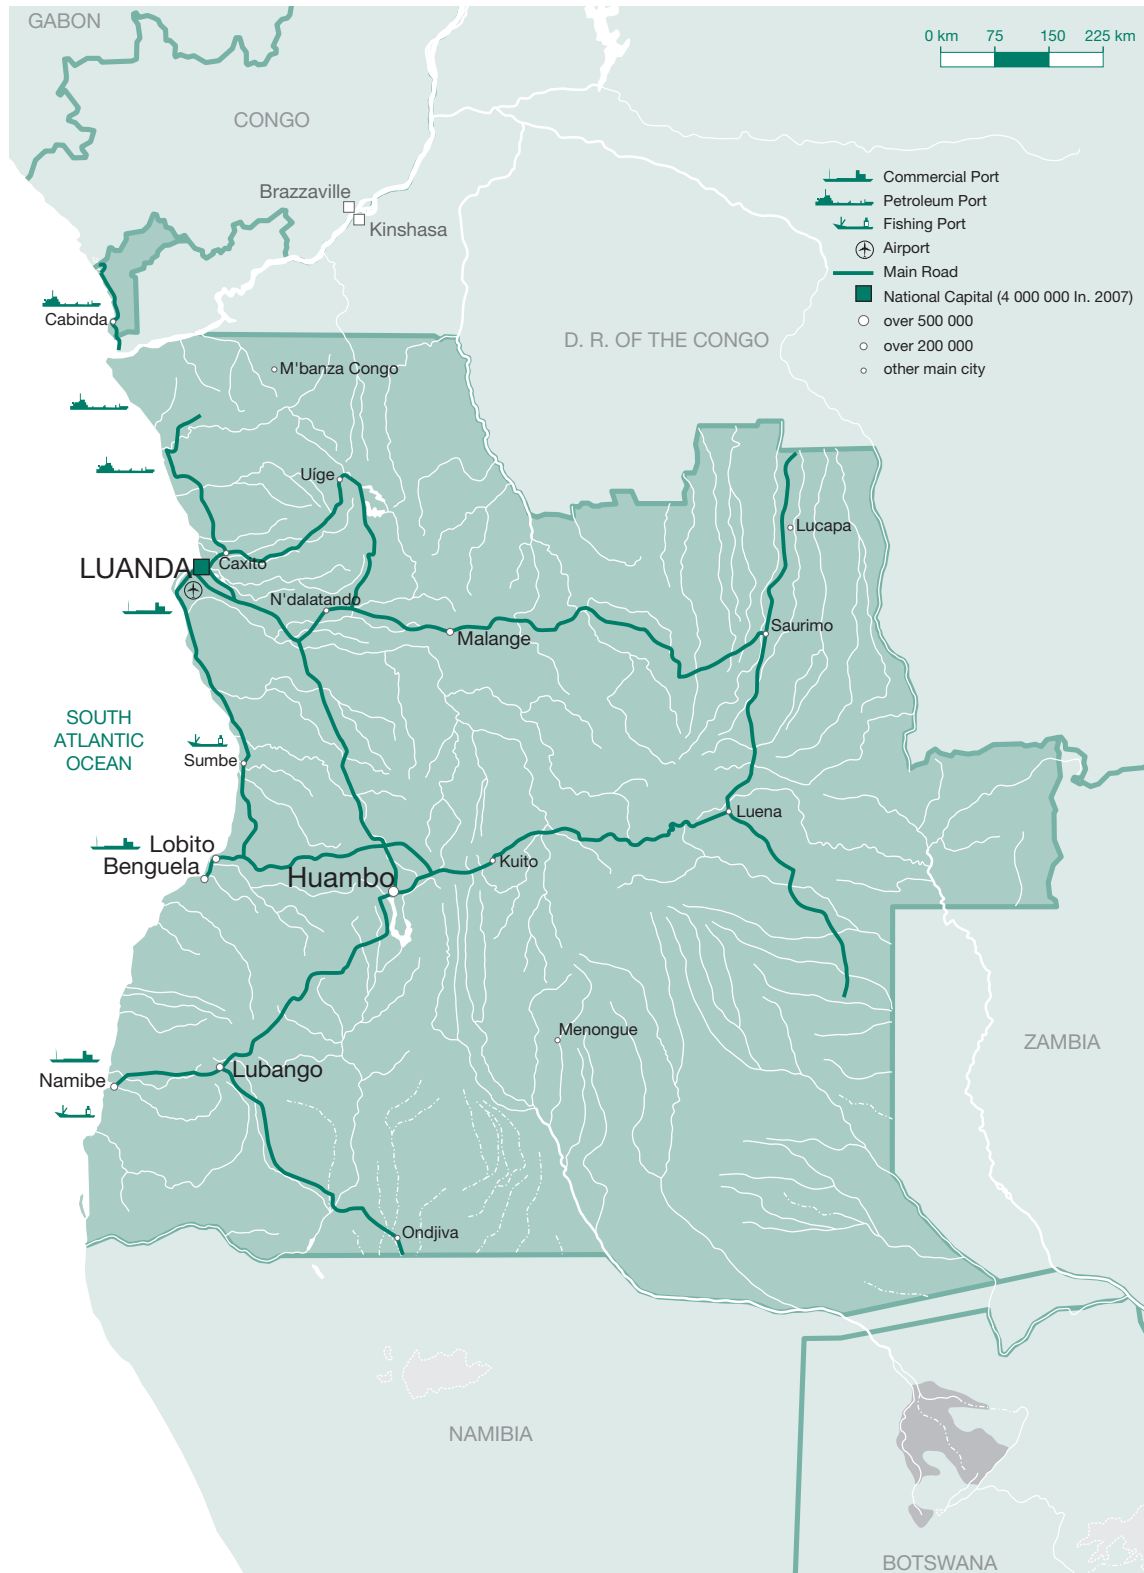 GABON
0 km 75 150 225 km
CONGO
Brazzaville
Kinshasa
Commercial Port
Petroleum Port
Fishing Port
Airport
Main Road
National Capital (4 000 000 In. 2007)
over 500 000
over 200 000
other main city
Cabinda
D. R. OF THE CONGO
M'banza Congo
Uíge
Lucapa
LUANDA
Caxito
N'dalatando
Malange
Saurimo
SOUTH
ATLANTIC
OCEAN
Sumbe
Luena
Lobito
Benguela
Kuito
Huambo
Menongue
ZAMBIA
Namibe
Lubango
Ondjiva
NAMIBIA
BOTSWANA